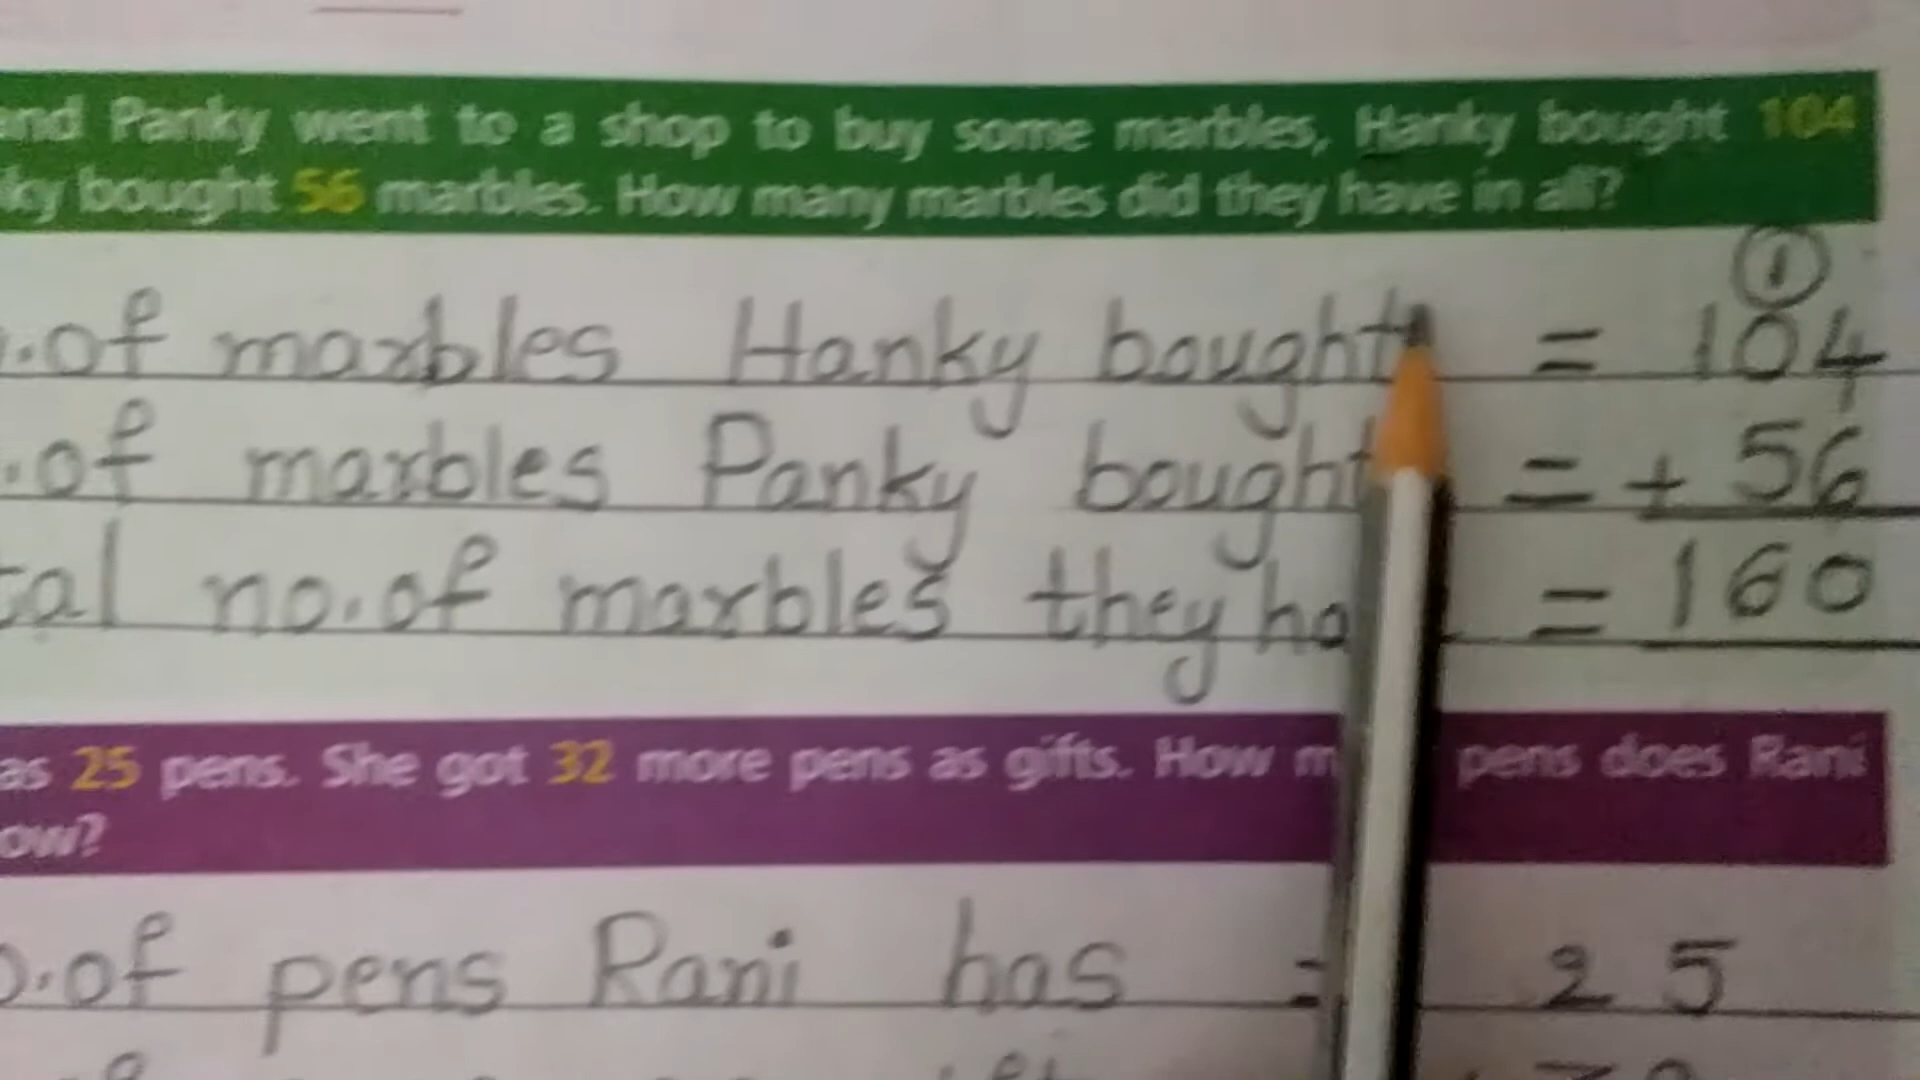 and Panky went to a shop to buy some marbles, Hanky bought 104
ky bought 56 marbles. How many marbles did they have in all?
1
.of marbles Hanky bought = 104
.of marbles Panky bought = + 56
tal no.of marbles they ha = 160
as 25 pens. She got 32 more pens as gifts. How m pens does Rani
ow?
o.of pens Rani has = 25